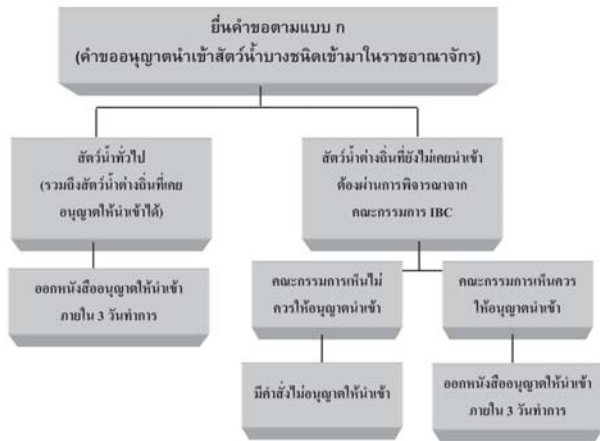 ยื่นคำขอตามแบบ ก
(คำขออนุญาตนำเข้าสัตว์น้ำบางชนิดเข้ามาในราชอาณาจักร)
สัตว์น้ำทั่วไป
(รวมถึงสัตว์น้ำต่างถิ่นที่เคย
อนุญาตให้นำเข้าได้)
สัตว์น้ำต่างถิ่นที่ยังไม่เคยนำเข้า
ต้องผ่านการพิจารณาจาก
คณะกรรมการ IBC
ออกหนังสืออนุญาตให้นำเข้า
ภายใน 3 วันทำการ
คณะกรรมการเห็นไม่
ควรให้อนุญาตนำเข้า
คณะกรรมการเห็นควร
ให้อนุญาตนำเข้า
มีคำสั่งไม่อนุญาตให้นำเข้า
ออกหนังสืออนุญาตให้นำเข้า
ภายใน 3 วันทำการ